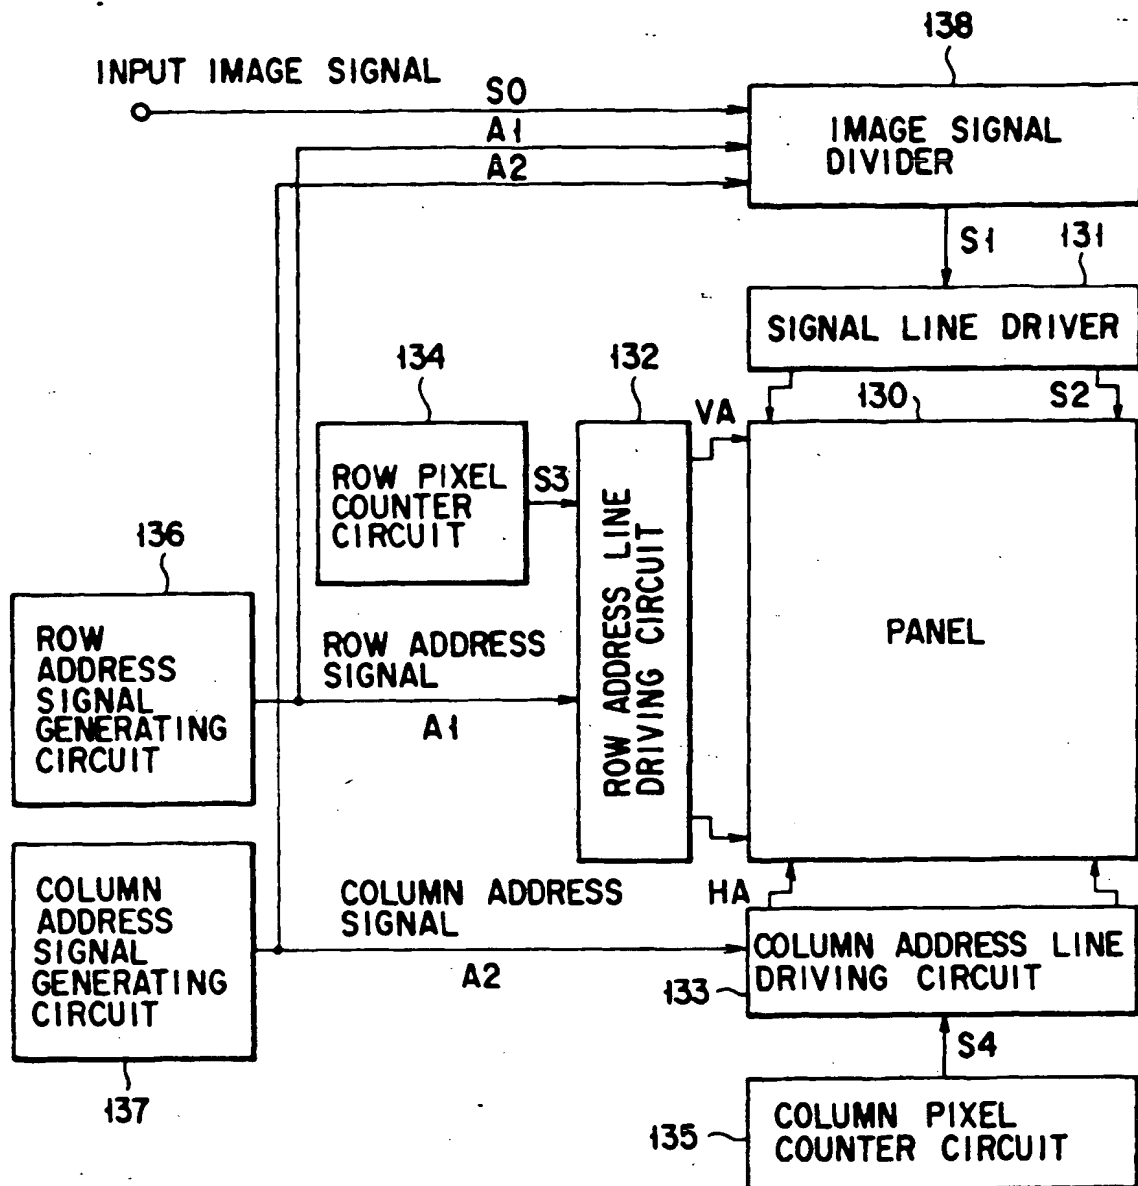 138
INPUT IMAGE SIGNAL
S0
A1
A2
IMAGE SIGNAL
DIVIDER
S1
131
SIGNAL LINE DRIVER
134
132
VA
130
S2
ROW PIXEL
COUNTER
CIRCUIT
S3
ROW ADDRESS LINE
DRIVING CIRCUIT
PANEL
136
ROW
ADDRESS
SIGNAL
GENERATING
CIRCUIT
ROW ADDRESS
SIGNAL
A1
COLUMN
ADDRESS
SIGNAL
GENERATING
CIRCUIT
COLUMN ADDRESS
SIGNAL
A2
HA
COLUMN ADDRESS LINE
DRIVING CIRCUIT
133
S4
137
135
COLUMN PIXEL
COUNTER CIRCUIT